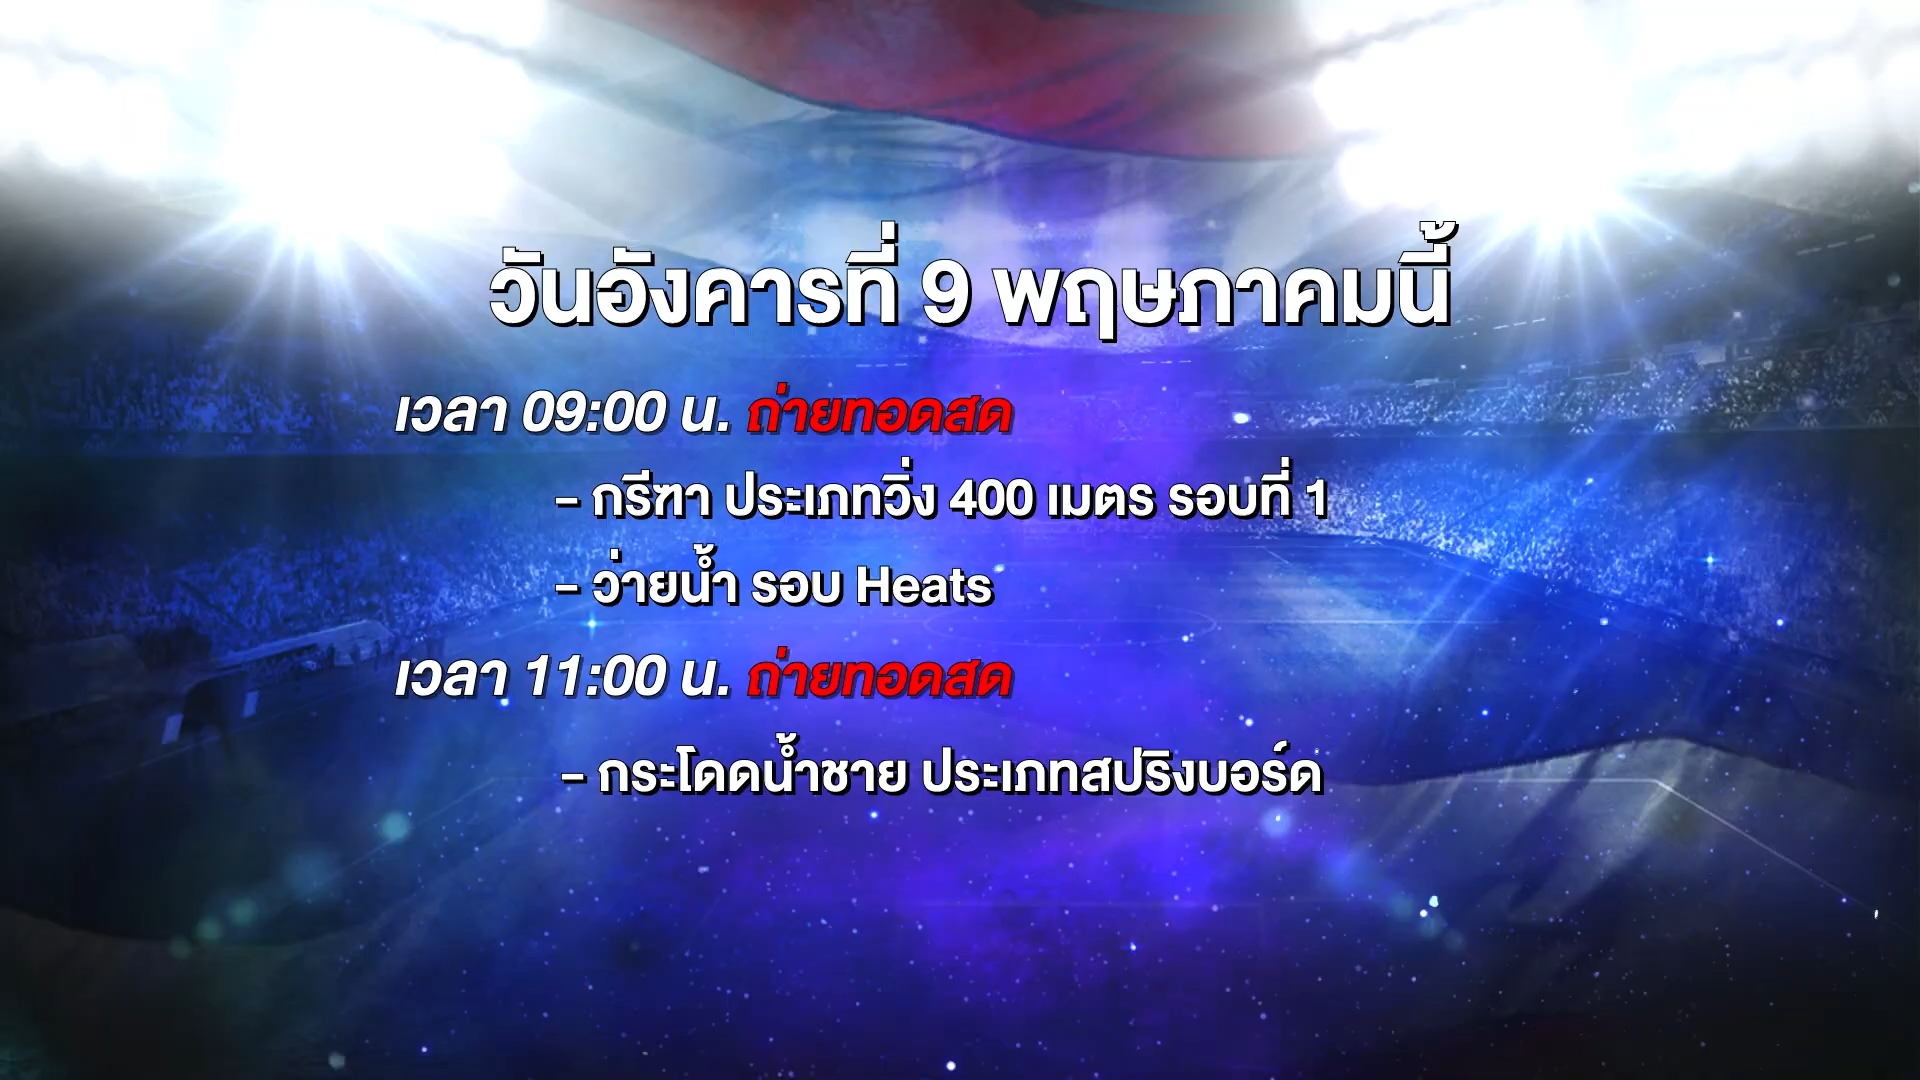 วันอังคารที่ 9 พฤษภาคมนี้
เวลา 09:00 น. ถ่ายทอดสด
- กรีฑา ประเภทวิ่ง 400 เมตร รอบที่ 1
- ว่ายน้ำ รอบ Heats
เวลา 11:00 น. ถ่ายทอดสด
- กระโดดน้ำชาย ประเภทสปริงบอร์ด